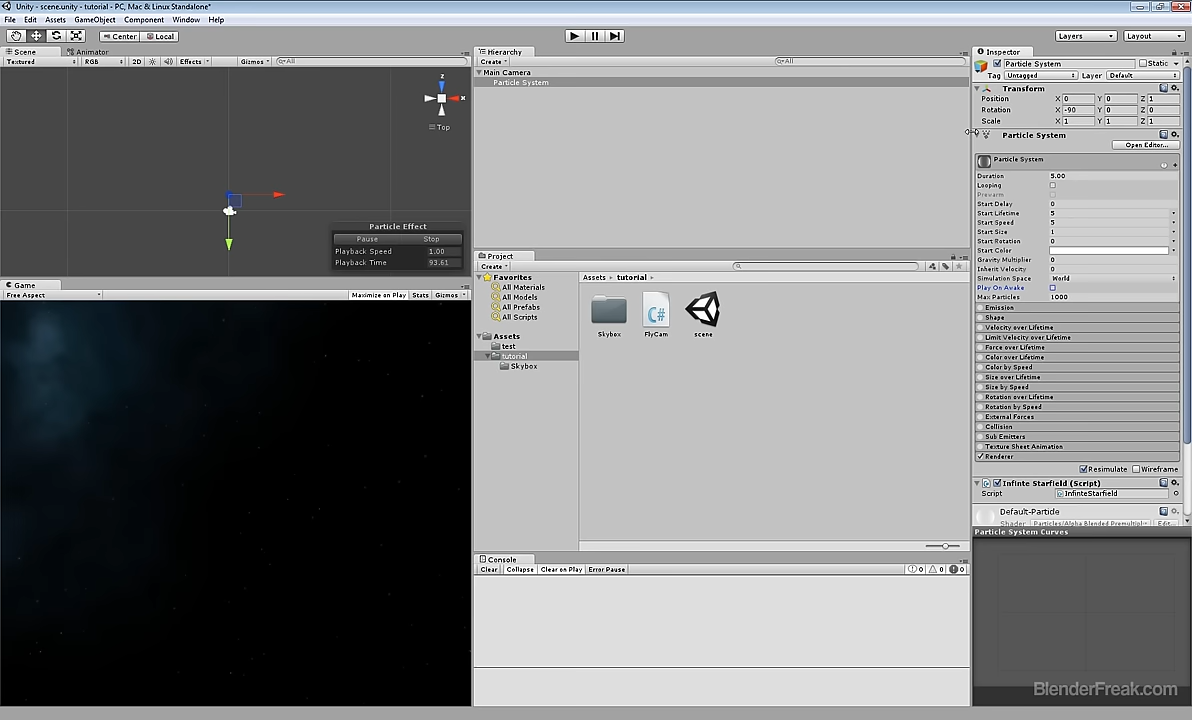 Unity - scene.unity - tutorial - PC, Mac & Linux Standalone*
File Edit Assets GameObject Component Window Help
Center Local Layers Layout
Scene Animator
Textured RGB 2D Effects Gizmos All
z
x
Top
Particle Effect
Pause Stop
Playback Speed 1.00
Playback Time 93.61
Game
Free Aspect Maximize on Play Stats Gizmos
Hierarchy
Create All
Main Camera
Particle System
Project
Create
Favorites
All Materials
All Models
All Prefabs
All Scripts
Assets
test
tutorial
Skybox
Assets tutorial
C#
Skybox FlyCam scene
Console
Clear Collapse Clear on Play Error Pause 0 0 0
Inspector
Particle System Static
Tag Untagged Layer Default
Transform
Position X 0 Y 0 Z 1
Rotation X -90 Y 0 Z 0
Scale X 1 Y 1 Z 1
Particle System
Open Editor...
Particle System
Duration 5.00
Looping
Prewarm
Start Delay 0
Start Lifetime 5
Start Speed 5
Start Size 1
Start Rotation 0
Start Color
Gravity Multiplier 0
Inherit Velocity 0
Simulation Space World
Play On Awake
Max Particles 1000
Emission
Shape
Velocity over Lifetime
Limit Velocity over Lifetime
Force over Lifetime
Color over Lifetime
Color by Speed
Size over Lifetime
Size by Speed
Rotation over Lifetime
Rotation by Speed
External Forces
Collision
Sub Emitters
Texture Sheet Animation
Renderer
Resimulate Wireframe
Infinte Starfield (Script)
Script InfinteStarfield
Default-Particle
Shader Particles/Alpha Blended Premultipl Edit...
Particle System Curves
BlenderFreak.com